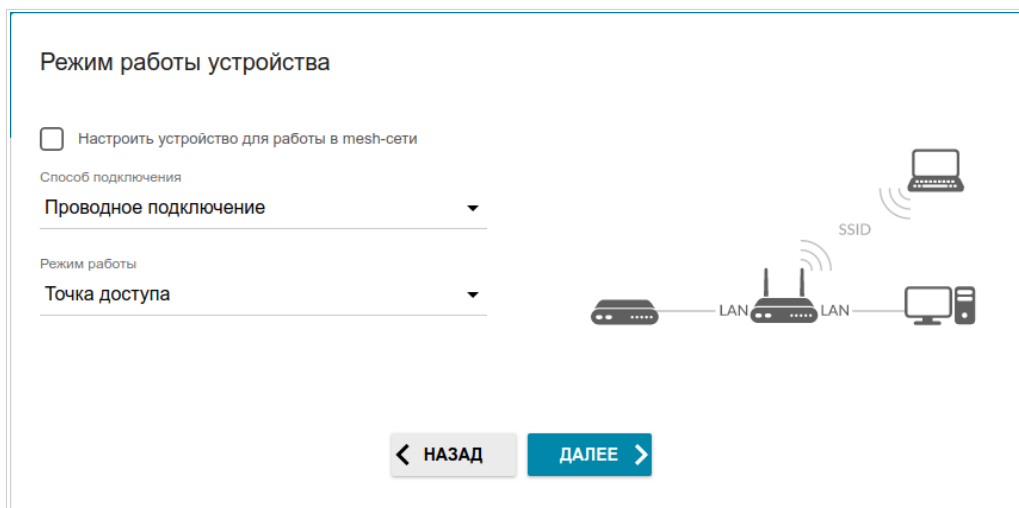 Режим работы устройства
Настроить устройство для работы в mesh-сети
Способ подключения
Проводное подключение
SSID
Режим работы
Точка доступа
LAN LAN
НАЗАД ДАЛЕЕ